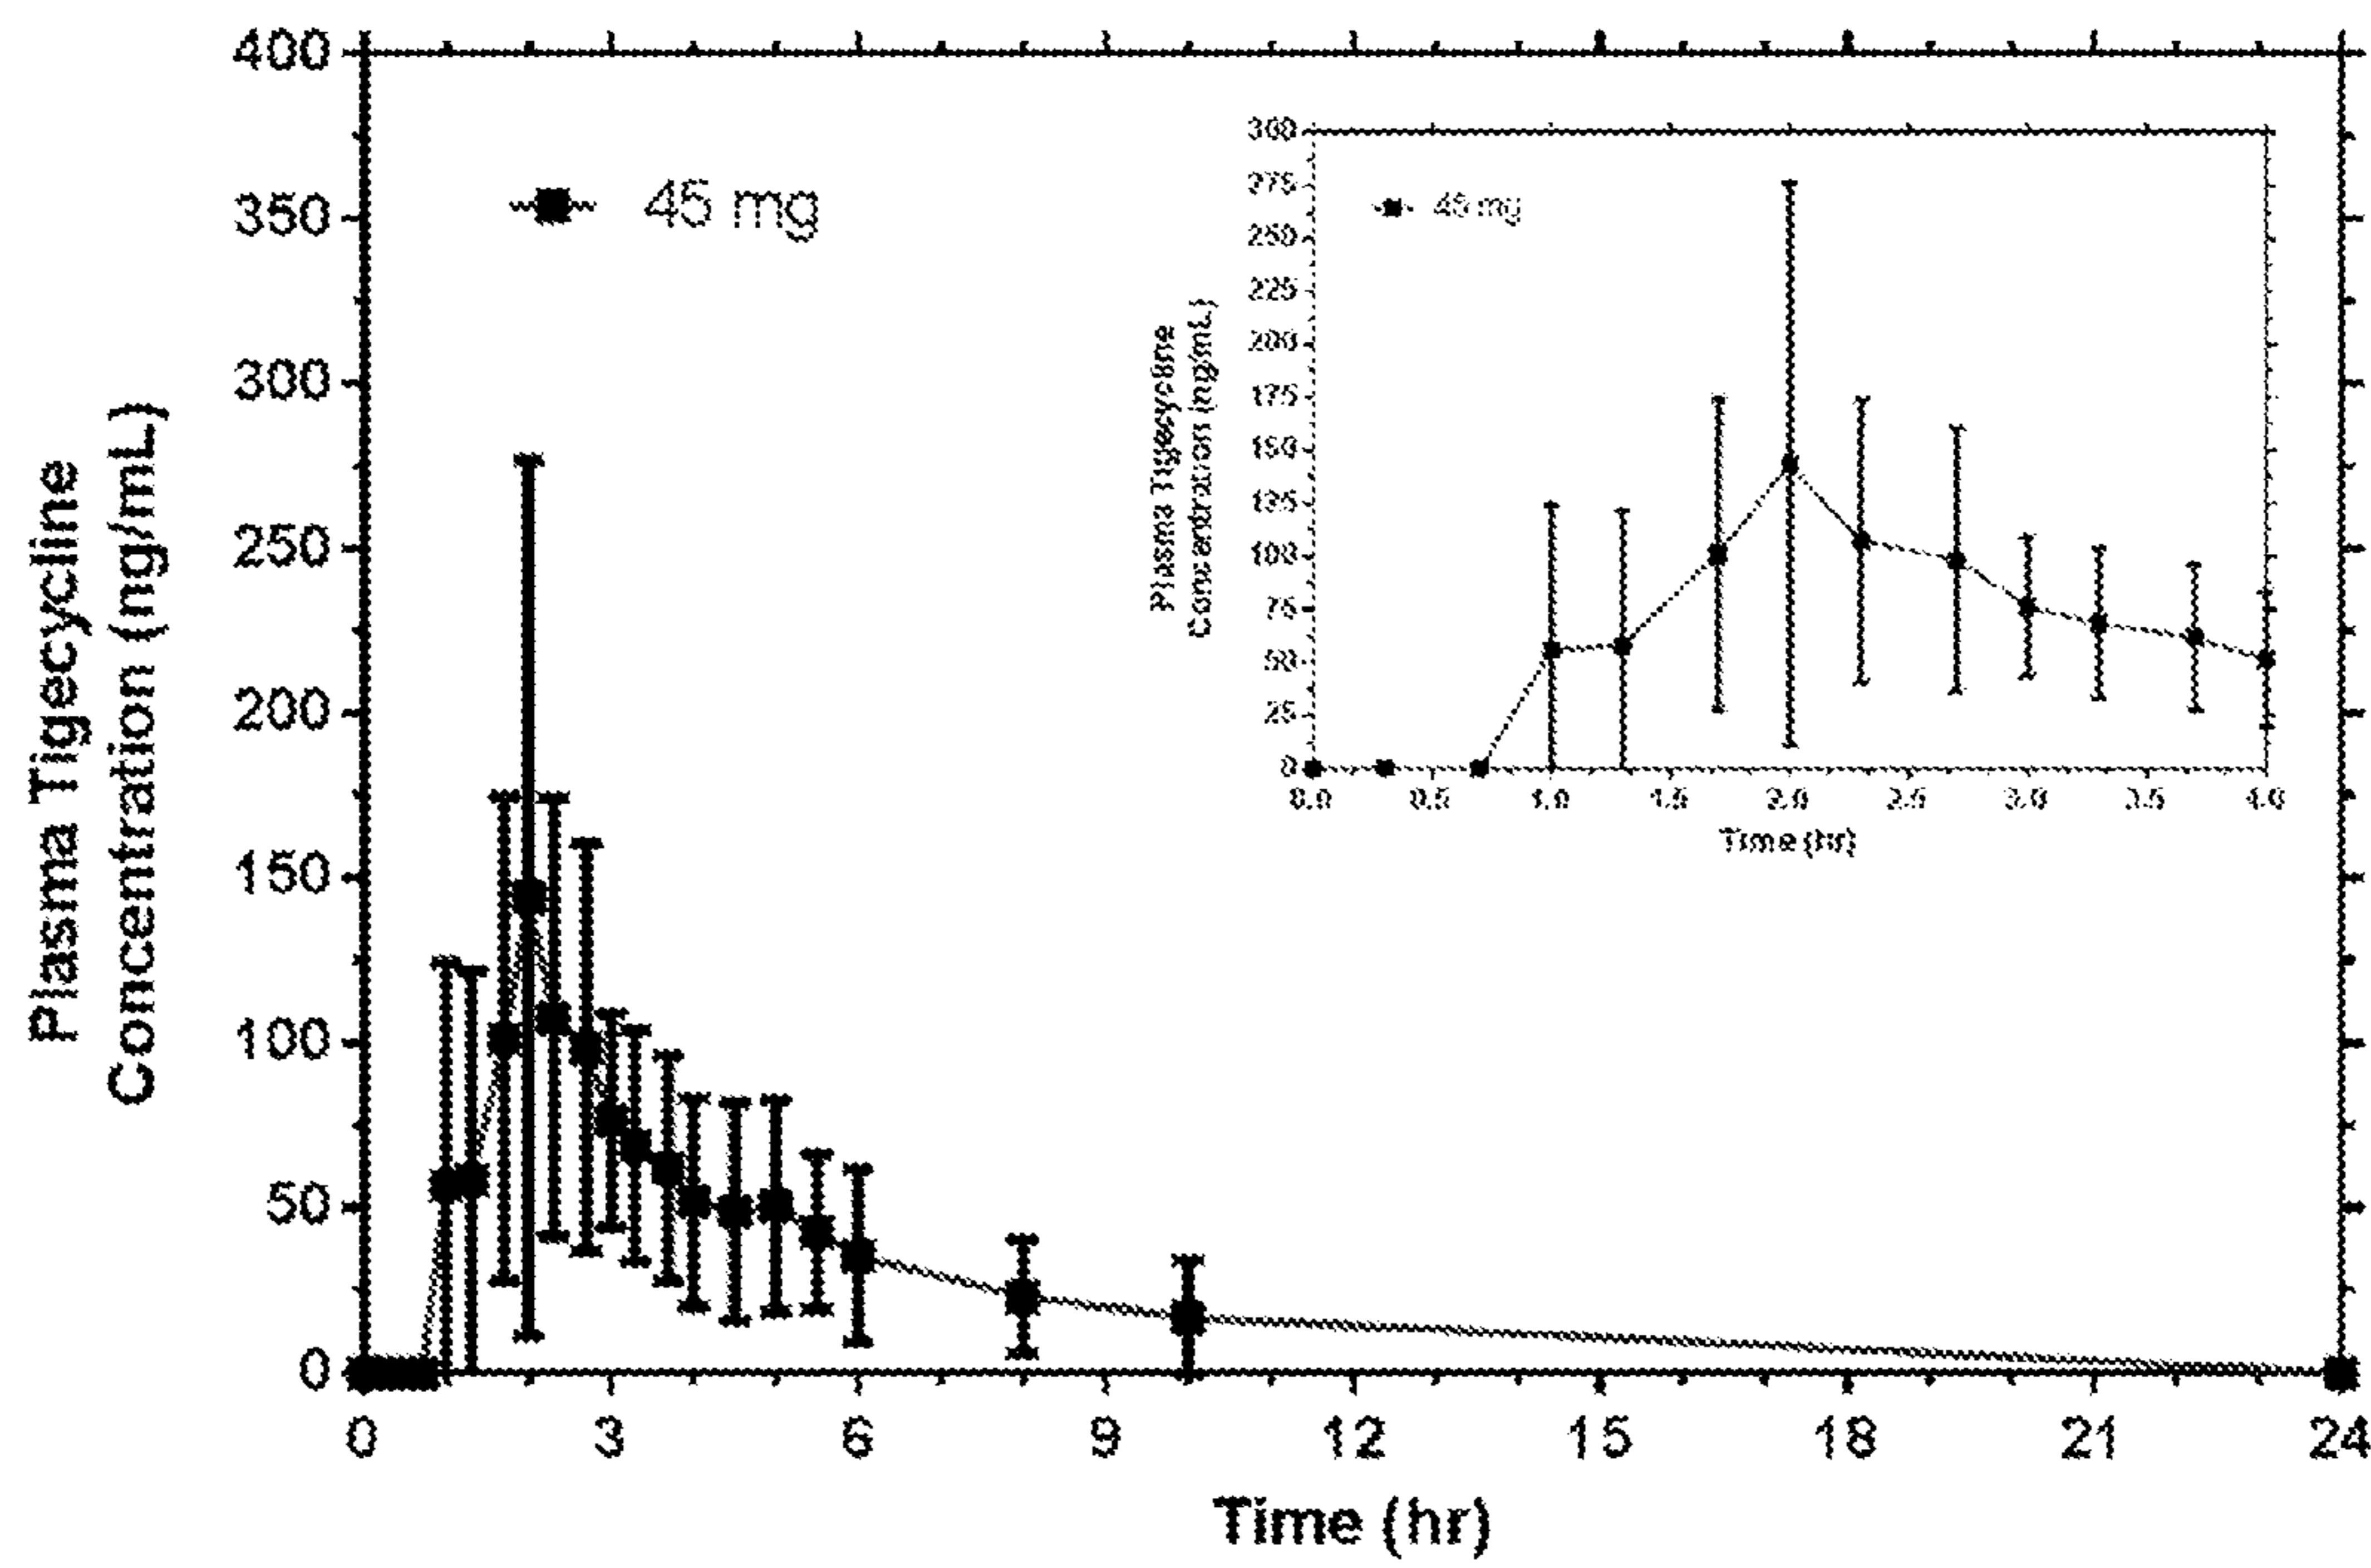 400
350
300
250
200
150
100
50
0
Plasma Tigecycline
Concentration (ng/mL)
45 mg
0 3 6 9 12 15 18 21 24
Time (hr)
300
275
250
225
200
175
150
125
100
75
50
25
0
Plasma Tigecycline
Concentration (ng/mL)
45 mg
0.0 0.5 1.0 1.5 2.0 2.5 3.0 3.5 4.0
Time (hr)